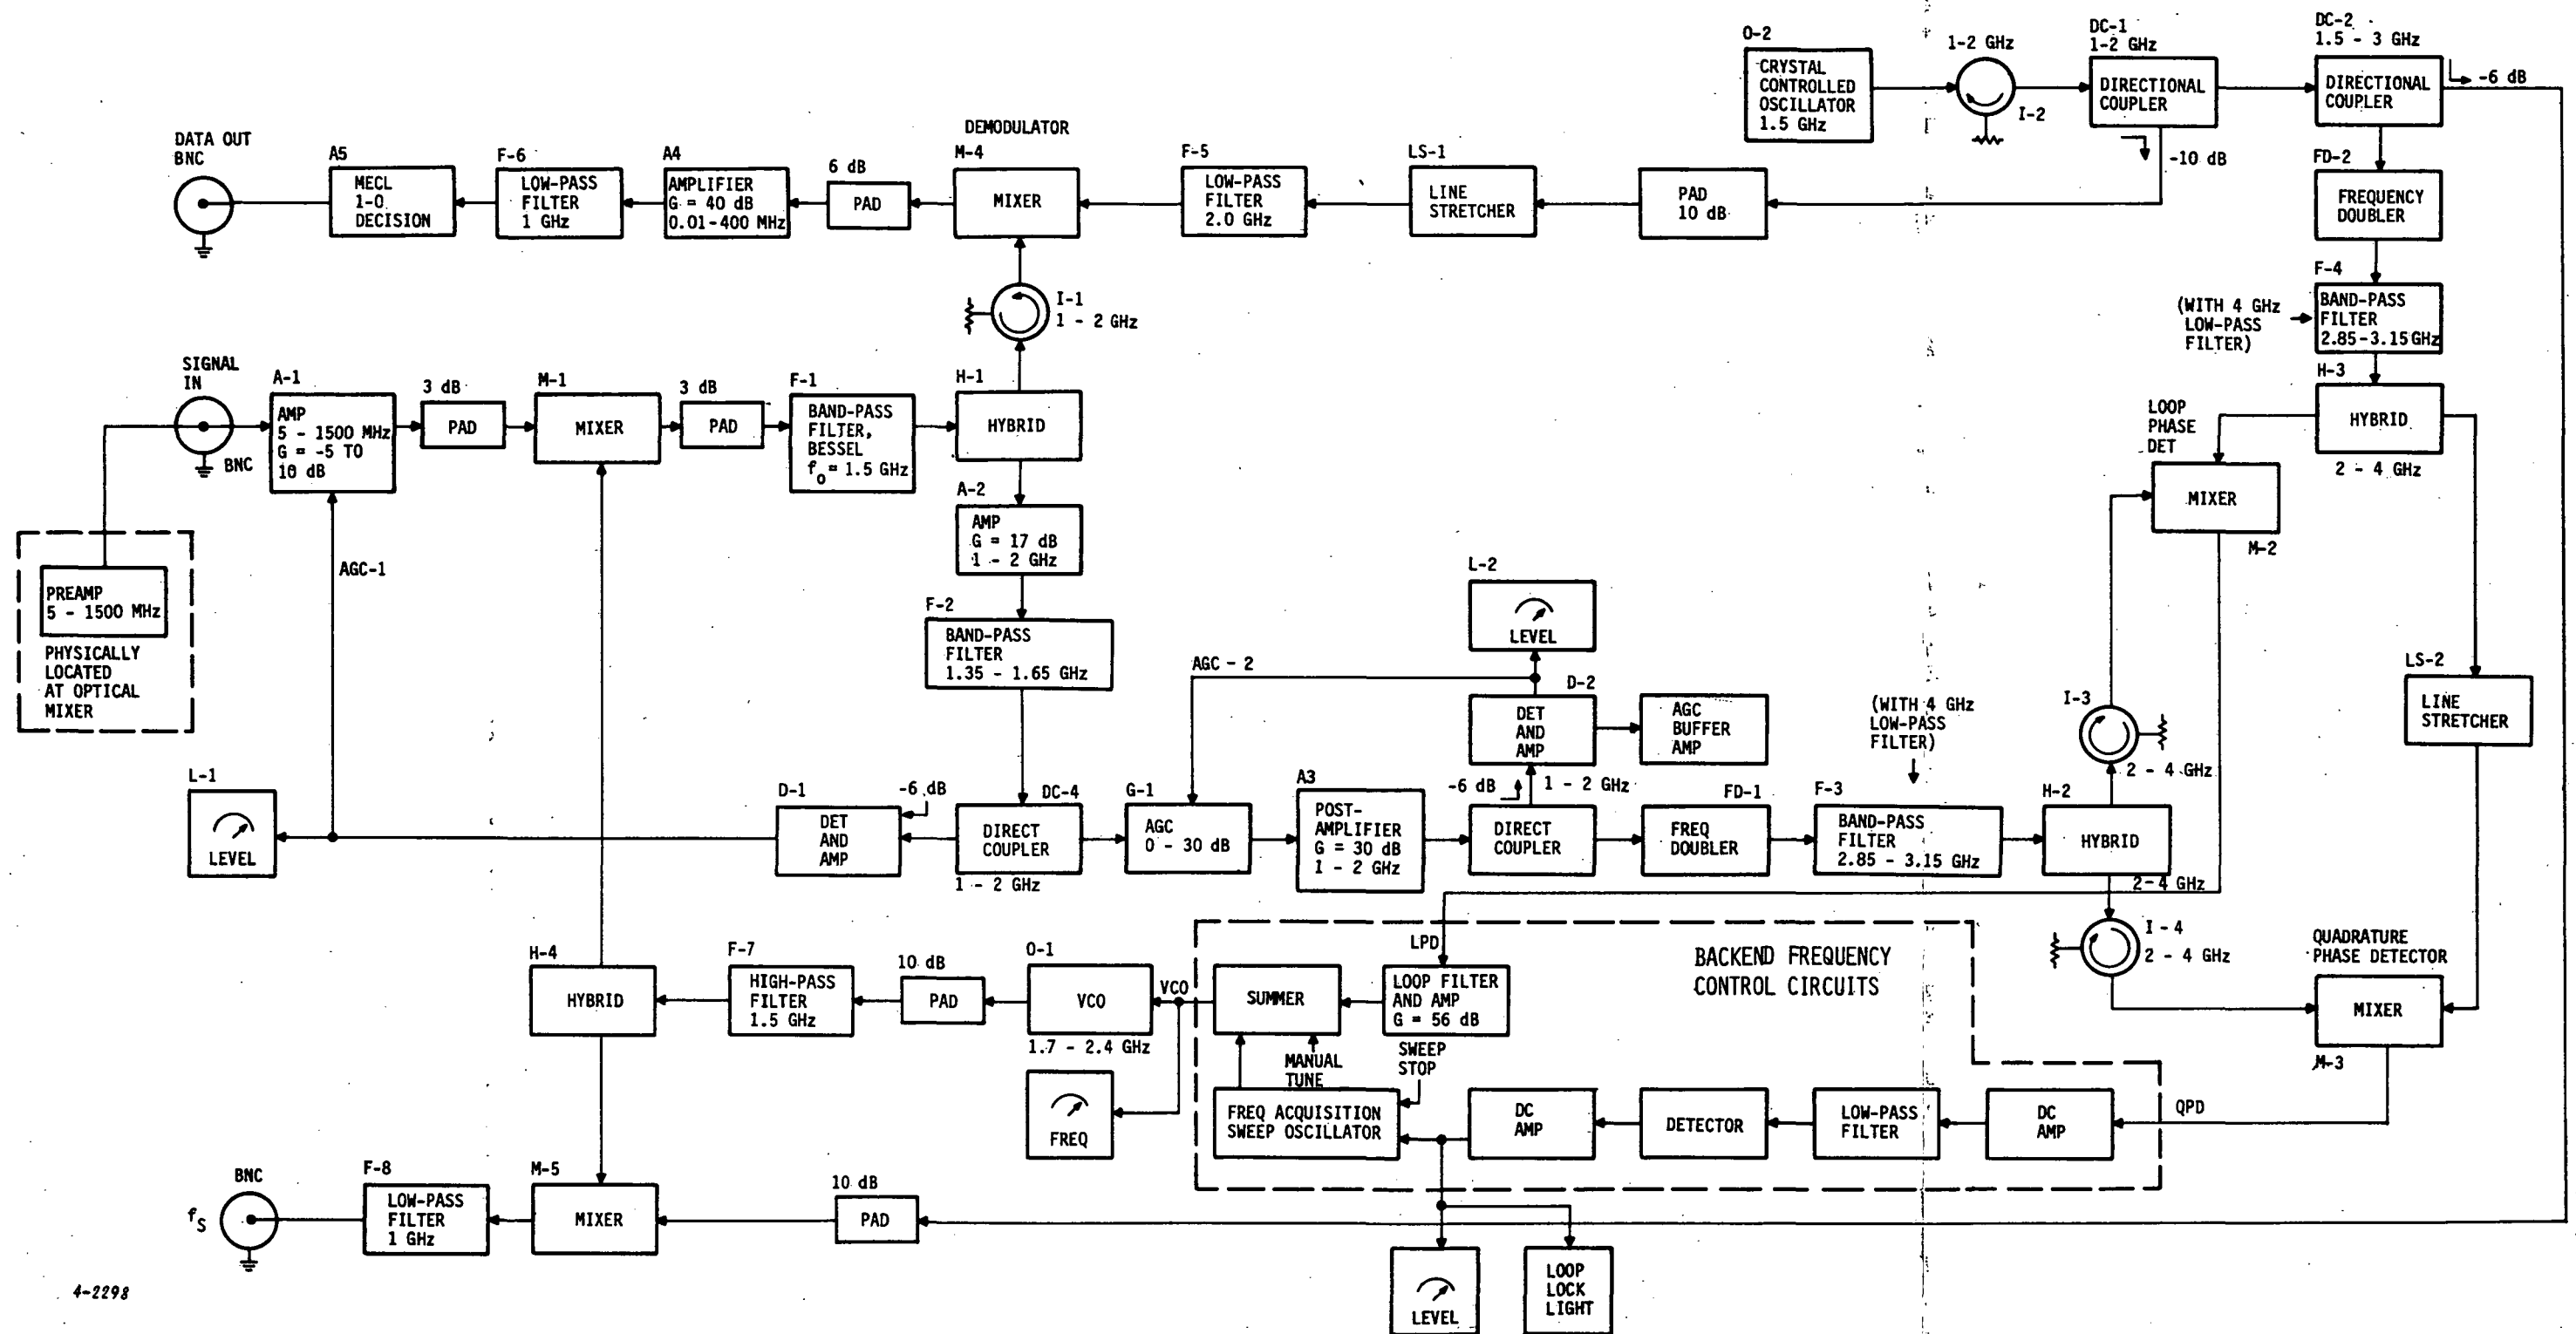 O-2
CRYSTAL
CONTROLLED
OSCILLATOR
1.5 GHz
1-2 GHz
I-2
DC-1
1-2 GHz
DIRECTIONAL
COUPLER
-10 dB
DC-2
1.5 - 3 GHz
DIRECTIONAL
COUPLER
-6 dB
DATA OUT
BNC
A5
MECL
1-0
DECISION
F-6
LOW-PASS
FILTER
1 GHz
A4
AMPLIFIER
G = 40 dB
0.01-400 MHz
6 dB
PAD
DEMODULATOR
M-4
MIXER
F-5
LOW-PASS
FILTER
2.0 GHz
LS-1
LINE
STRETCHER
PAD
10 dB
FD-2
FREQUENCY
DOUBLER
I-1
1 - 2 GHz
F-4
(WITH 4 GHz
LOW-PASS
FILTER)
BAND-PASS
FILTER
2.85-3.15GHz
SIGNAL
IN
BNC
A-1
AMP
5 - 1500 MHz
G = -5 TO
10 dB
3 dB
PAD
M-1
MIXER
3 dB
PAD
F-1
BAND-PASS
FILTER,
BESSEL
fo = 1.5 GHz
H-1
HYBRID
H-3
HYBRID
2 - 4 GHz
LOOP
PHASE
DET
MIXER
M-2
A-2
AMP
G = 17 dB
1 - 2 GHz
PREAMP
5 - 1500 MHz
PHYSICALLY
LOCATED
AT OPTICAL
MIXER
AGC-1
F-2
BAND-PASS
FILTER
1.35 - 1.65 GHz
L-2
LEVEL
AGC - 2
D-2
DET
AND
AMP
AGC
BUFFER
AMP
(WITH 4 GHz
LOW-PASS
FILTER)
I-3
2 - 4 GHz
LS-2
LINE
STRETCHER
L-1
LEVEL
D-1
DET
AND
AMP
-6 dB
DC-4
DIRECT
COUPLER
1 - 2 GHz
G-1
AGC
0 - 30 dB
A3
POST-
AMPLIFIER
G = 30 dB
1 - 2 GHz
-6 dB
1 - 2 GHz
DIRECT
COUPLER
FD-1
FREQ
DOUBLER
F-3
BAND-PASS
FILTER
2.85 - 3.15 GHz
H-2
HYBRID
2-4 GHz
I - 4
2 - 4 GHz
H-4
HYBRID
F-7
HIGH-PASS
FILTER
1.5 GHz
10 dB
PAD
O-1
VCO
1.7 - 2.4 GHz
VCO
SUMMER
LPD
LOOP FILTER
AND AMP
G = 56 dB
BACKEND FREQUENCY
CONTROL CIRCUITS
QUADRATURE
PHASE DETECTOR
MIXER
M-3
FREQ
MANUAL
TUNE
SWEEP
STOP
FREQ ACQUISITION
SWEEP OSCILLATOR
DC
AMP
DETECTOR
LOW-PASS
FILTER
DC
AMP
QPD
BNC
fS
F-8
LOW-PASS
FILTER
1 GHz
M-5
MIXER
10 dB
PAD
LEVEL
LOOP
LOCK
LIGHT
4-2298